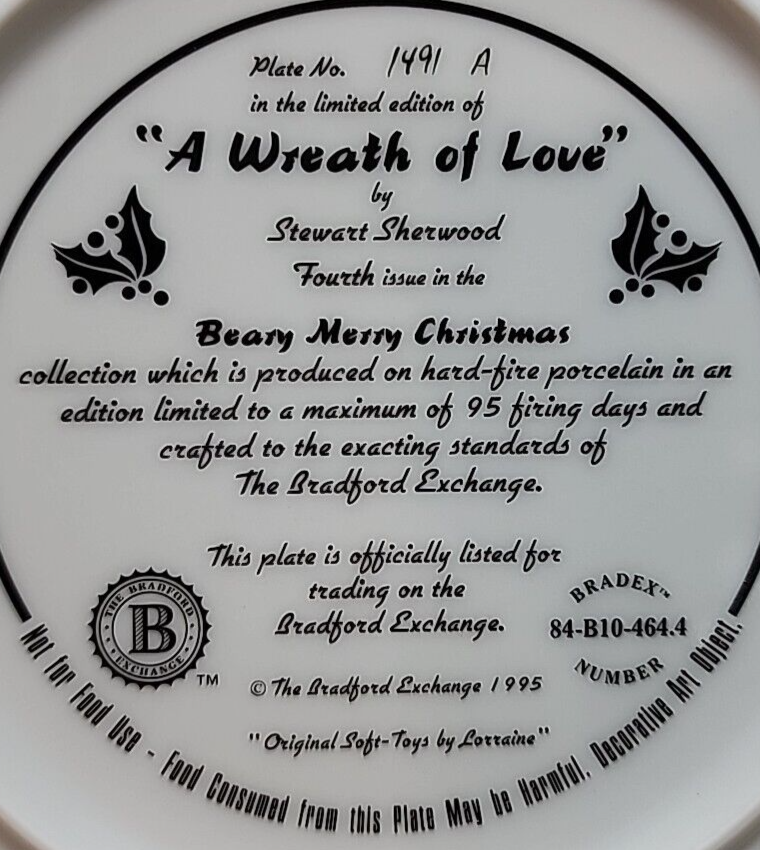 Plate No. 1491 A
in the limited edition of
"A Wreath of Love"
by
Stewart Sherwood
Fourth issue in the
Beary Merry Christmas
collection which is produced on hard-fire porcelain in an
edition limited to a maximum of 95 firing days and
crafted to the exacting standards of
The Bradford Exchange.
This plate is officially listed for
trading on the
Bradford Exchange.
THE BRADFORD
B
EXCHANGE
TM
BRADEX™
84-B10-464.4
NUMBER
© The Bradford Exchange 1995
"Original Soft-Toys by Lorraine"
Not for Food Use - Food Consumed from this Plate May be Harmful. Decorative Art Object.